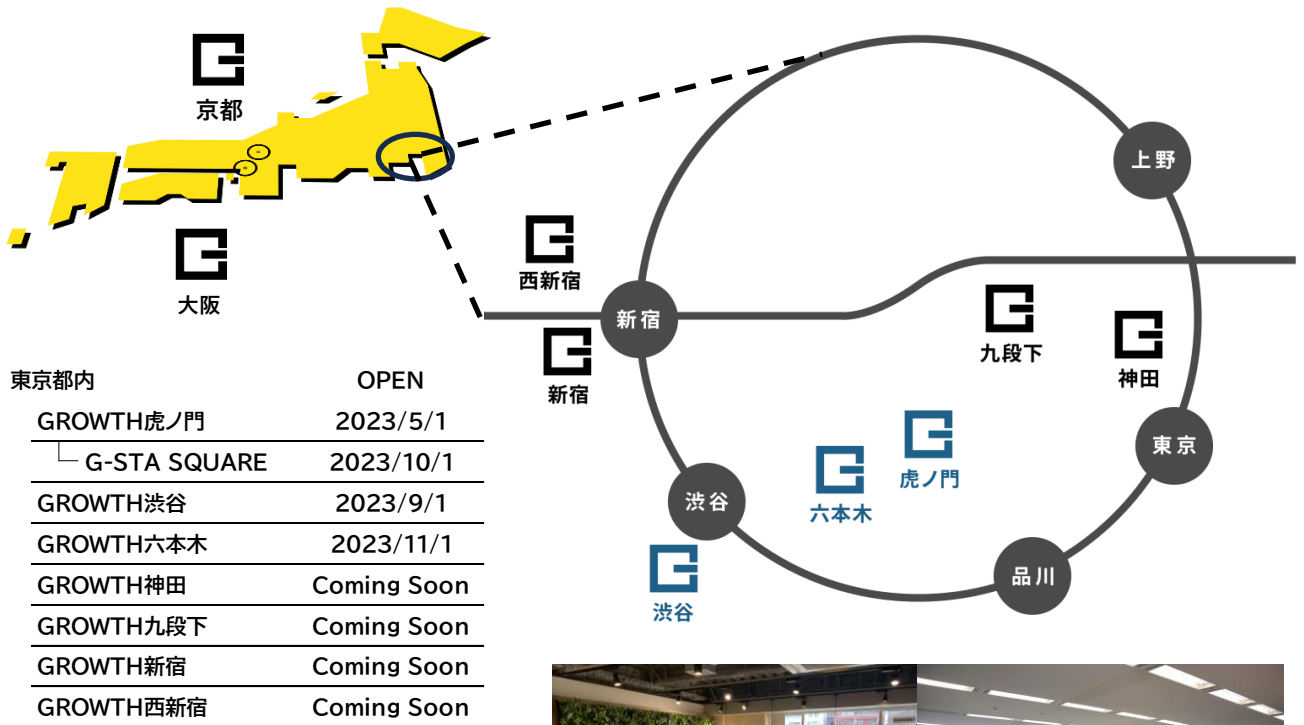 京都
大阪
上野
西新宿
新宿
九段下
神田
新宿
東京
虎ノ門
六本木
渋谷
品川
渋谷
東京都内 OPEN
GROWTH虎ノ門 2023/5/1
G-STA SQUARE 2023/10/1
GROWTH渋谷 2023/9/1
GROWTH六本木 2023/11/1
GROWTH神田 Coming Soon
GROWTH九段下 Coming Soon
GROWTH新宿 Coming Soon
GROWTH西新宿 Coming Soon